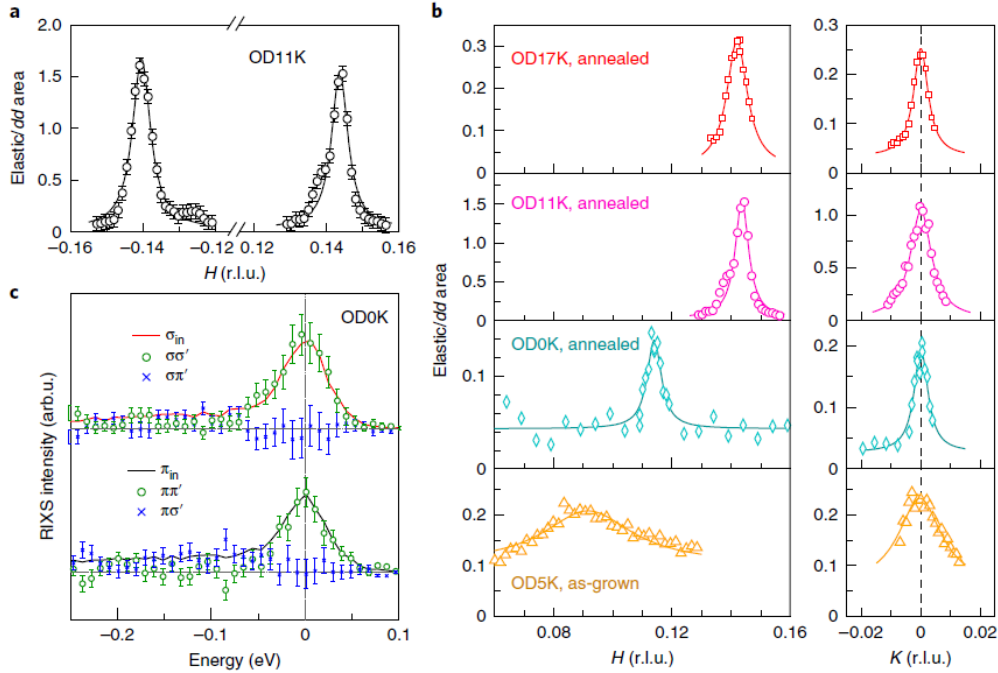 a
OD11K
Elastic/dd area
2.0
1.5
1.0
0.5
0
−0.16 −0.14 −0.12 0.12 0.14 0.16
H (r.l.u.)
b
OD17K, annealed
0.3
0.2
0.1
0
0.3
0.2
0.1
0
OD11K, annealed
1.5
1.0
0.5
0
1.0
0.5
0
OD0K, annealed
0.1
0
0.2
0.1
0
OD5K, as-grown
0.2
0.1
0
0.2
0.1
0
Elastic/dd area
0.08 0.12 0.16
H (r.l.u.)
−0.02 0 0.02
K (r.l.u.)
c
OD0K
σin
σσ′
σπ′
πin
ππ′
πσ′
RIXS intensity (arb.u.)
−0.2 −0.1 0 0.1
Energy (eV)